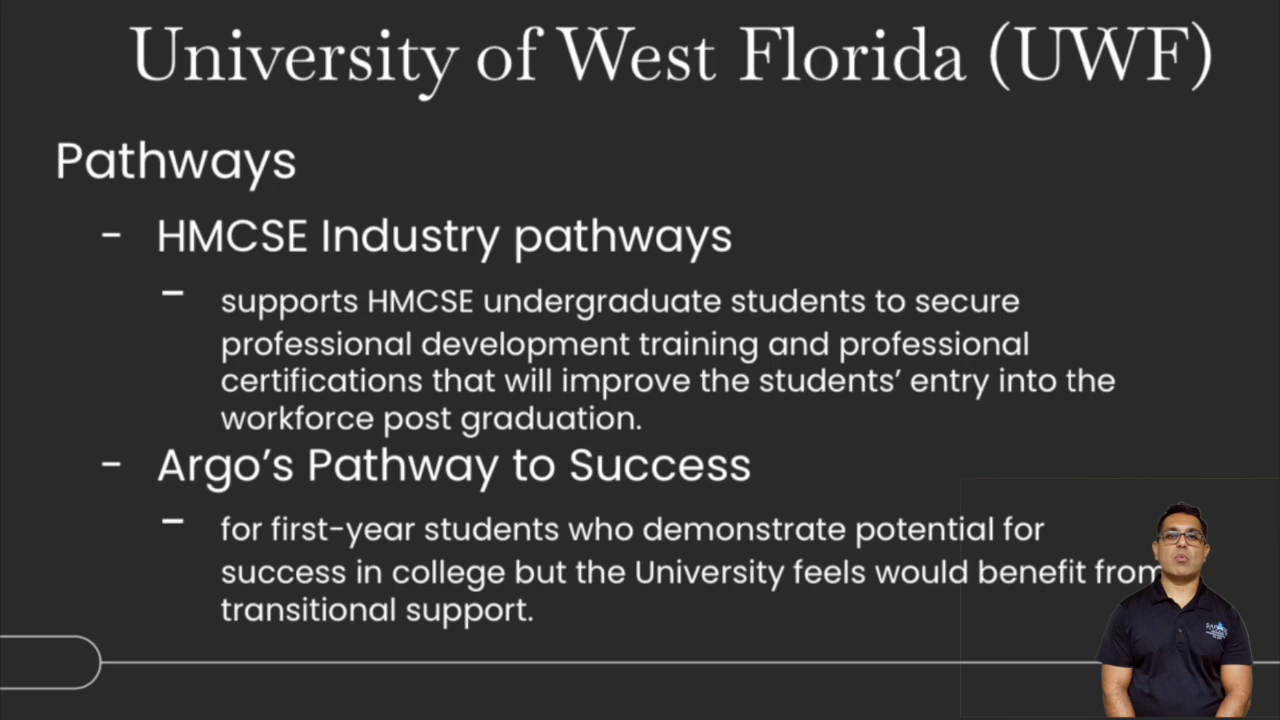 University of West Florida (UWF)
Pathways
- HMCSE Industry pathways
- supports HMCSE undergraduate students to secure
professional development training and professional
certifications that will improve the students’ entry into the
workforce post graduation.
- Argo’s Pathway to Success
- for first-year students who demonstrate potential for
success in college but the University feels would benefit from
transitional support.